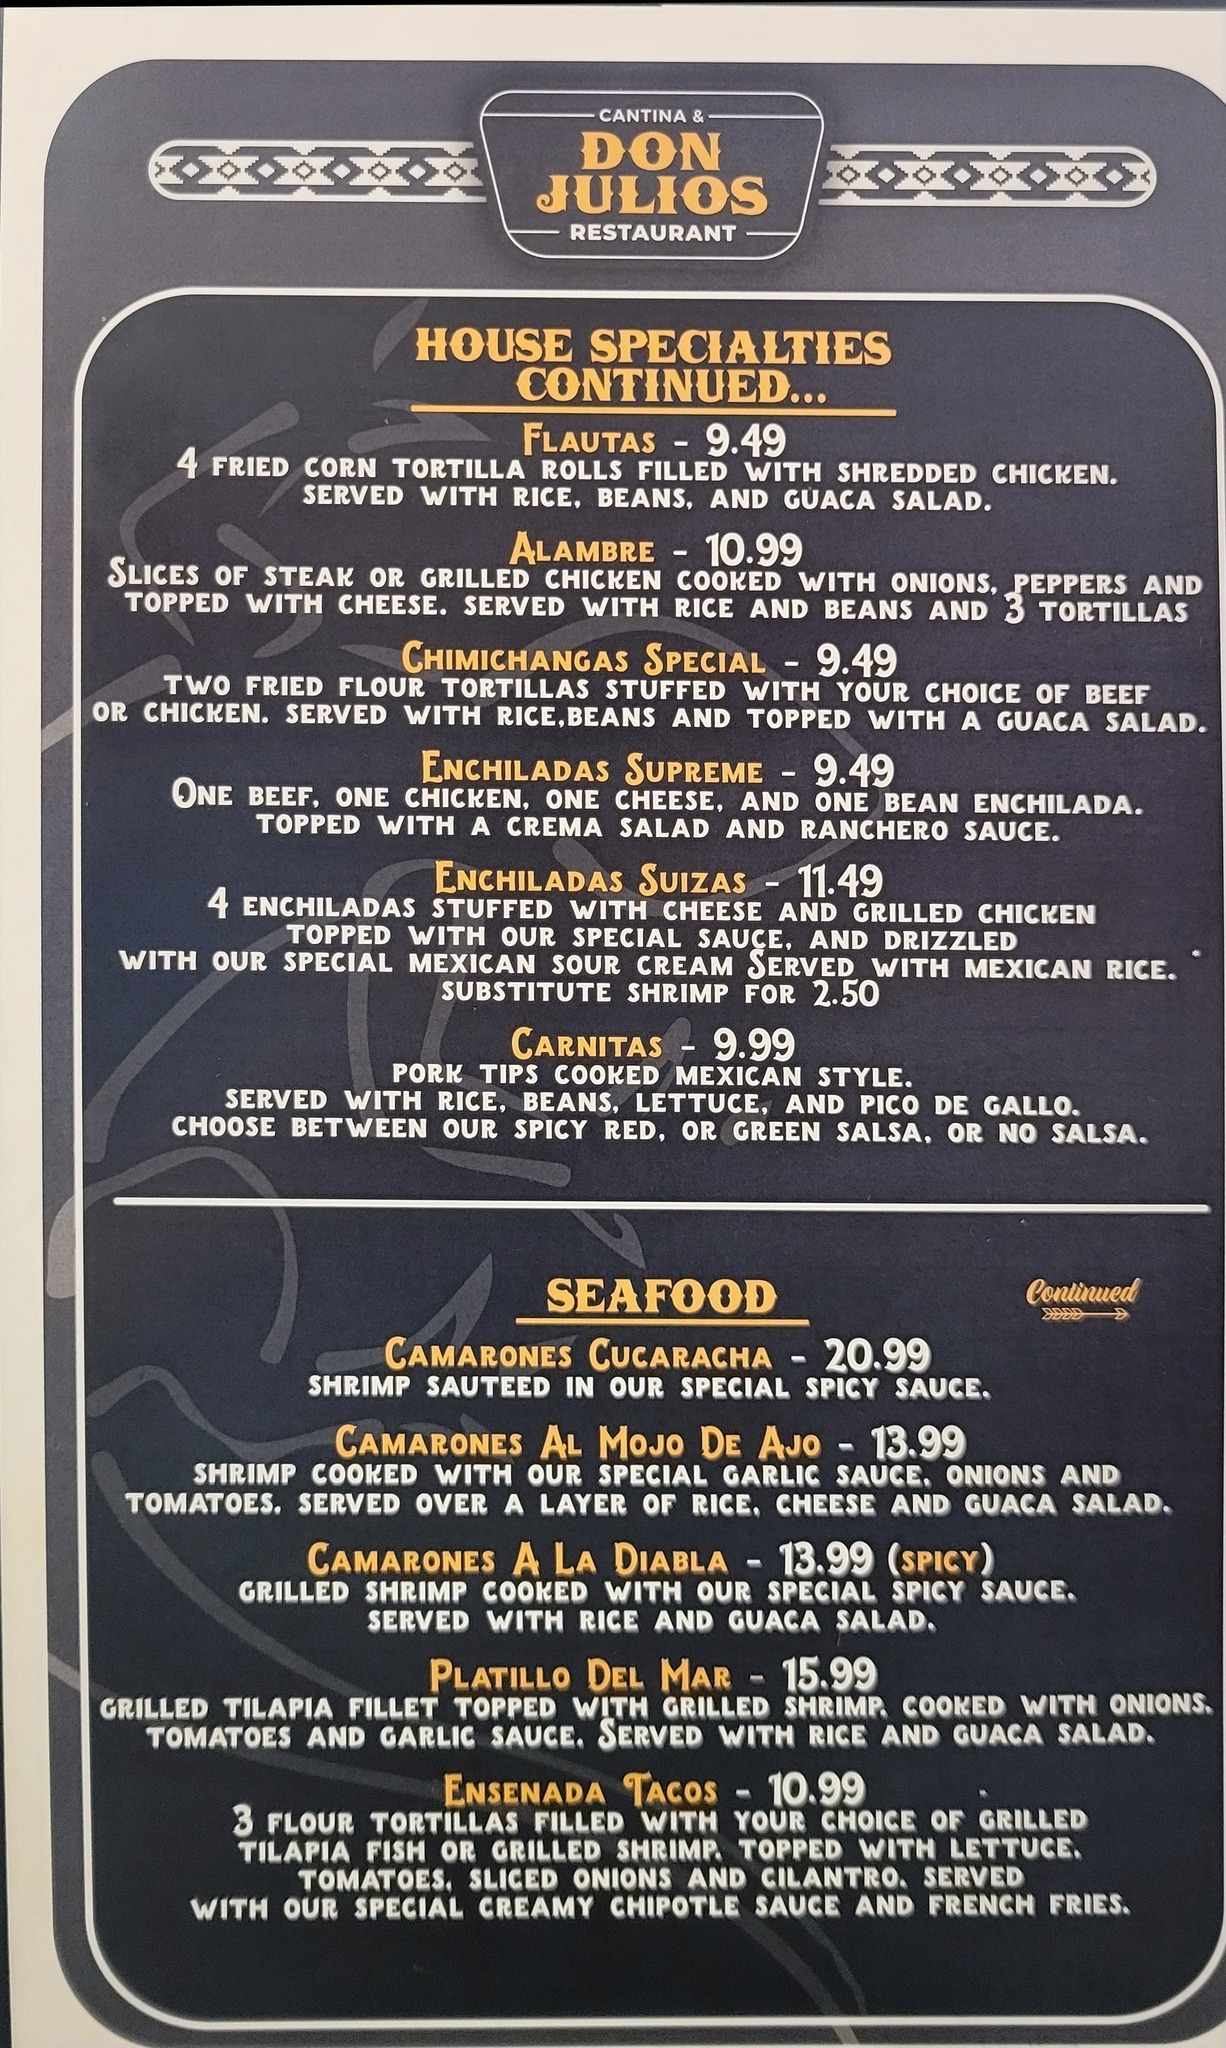 CANTINA &
DON
JULIOS
RESTAURANT
HOUSE SPECIALTIES
CONTINUED...
FLAUTAS - 9.49
4 FRIED CORN TORTILLA ROLLS FILLED WITH SHREDDED CHICKEN.
SERVED WITH RICE, BEANS, AND GUACA SALAD.
ALAMBRE - 10.99
SLICES OF STEAK OR GRILLED CHICKEN COOKED WITH ONIONS, PEPPERS AND
TOPPED WITH CHEESE. SERVED WITH RICE AND BEANS AND 3 TORTILLAS
CHIMICHANGAS SPECIAL - 9.49
TWO FRIED FLOUR TORTILLAS STUFFED WITH YOUR CHOICE OF BEEF
OR CHICKEN. SERVED WITH RICE,BEANS AND TOPPED WITH A GUACA SALAD.
ENCHILADAS SUPREME - 9.49
ONE BEEF, ONE CHICKEN, ONE CHEESE, AND ONE BEAN ENCHILADA.
TOPPED WITH A CREMA SALAD AND RANCHERO SAUCE.
ENCHILADAS SUIZAS - 11.49
4 ENCHILADAS STUFFED WITH CHEESE AND GRILLED CHICKEN
TOPPED WITH OUR SPECIAL SAUCE, AND DRIZZLED
WITH OUR SPECIAL MEXICAN SOUR CREAM SERVED WITH MEXICAN RICE.
SUBSTITUTE SHRIMP FOR 2.50
CARNITAS - 9.99
PORK TIPS COOKED MEXICAN STYLE.
SERVED WITH RICE, BEANS, LETTUCE, AND PICO DE GALLO.
CHOOSE BETWEEN OUR SPICY RED, OR GREEN SALSA, OR NO SALSA.
SEAFOOD
Continued
CAMARONES CUCARACHA - 20.99
SHRIMP SAUTEED IN OUR SPECIAL SPICY SAUCE.
CAMARONES AL MOJO DE AJO - 13.99
SHRIMP COOKED WITH OUR SPECIAL GARLIC SAUCE, ONIONS AND
TOMATOES. SERVED OVER A LAYER OF RICE, CHEESE AND GUACA SALAD.
CAMARONES A LA DIABLA - 13.99 (SPICY)
GRILLED SHRIMP COOKED WITH OUR SPECIAL SPICY SAUCE.
SERVED WITH RICE AND GUACA SALAD.
PLATILLO DEL MAR - 15.99
GRILLED TILAPIA FILLET TOPPED WITH GRILLED SHRIMP, COOKED WITH ONIONS,
TOMATOES AND GARLIC SAUCE. SERVED WITH RICE AND GUACA SALAD.
ENSENADA TACOS - 10.99
3 FLOUR TORTILLAS FILLED WITH YOUR CHOICE OF GRILLED
TILAPIA FISH OR GRILLED SHRIMP, TOPPED WITH LETTUCE,
TOMATOES, SLICED ONIONS AND CILANTRO. SERVED
WITH OUR SPECIAL CREAMY CHIPOTLE SAUCE AND FRENCH FRIES.